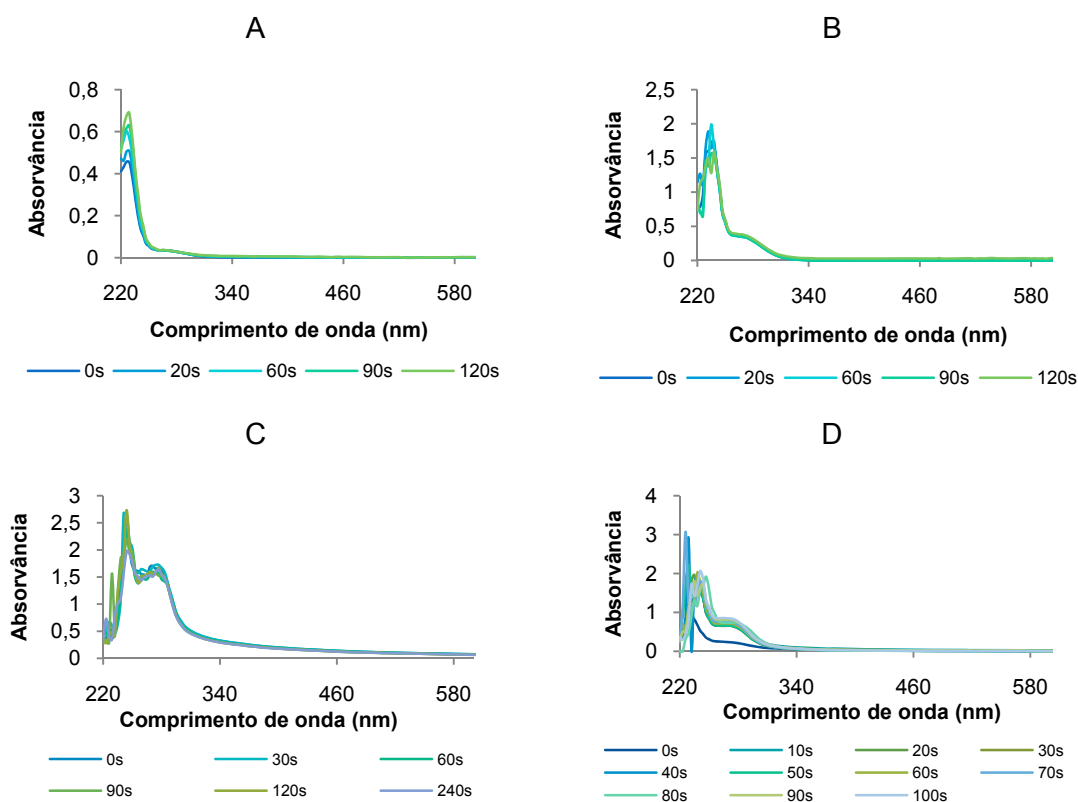 A
0,8
0,6
0,4
0,2
0
220 340 460 580
Absorvância
Comprimento de onda (nm)
0s 20s 60s 90s 120s
B
2,5
2
1,5
1
0,5
0
220 340 460 580
Absorvância
Comprimento de onda (nm)
0s 20s 60s 90s 120s
C
3
2,5
2
1,5
1
0,5
0
220 340 460 580
Absorvância
Comprimento de onda (nm)
0s 30s 60s
90s 120s 240s
D
4
3
2
1
0
220 340 460 580
Absorvância
Comprimento de onda (nm)
0s 10s 20s 30s
40s 50s 60s 70s
80s 90s 100s